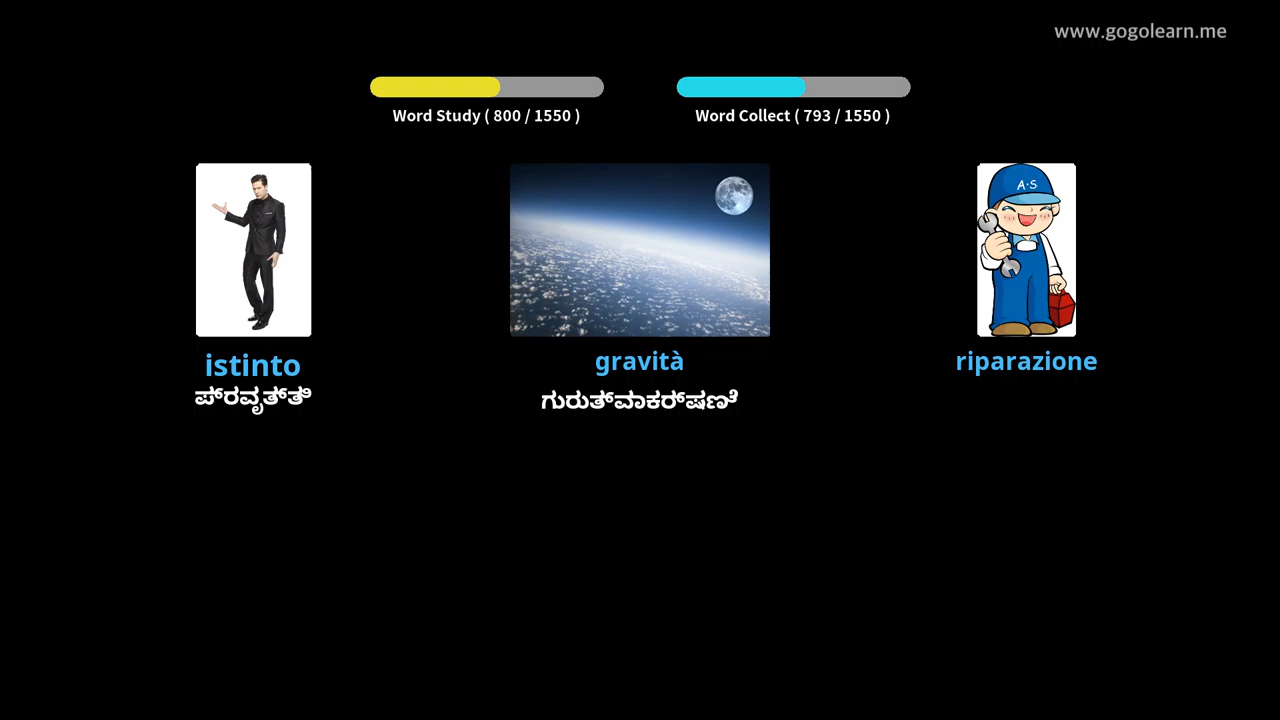 www.gogolearn.me
Word Study ( 800 / 1550 )
Word Collect ( 793 / 1550 )
A·S
istinto
gravità
riparazione
ಪ್ರವೃತ್ತಿ
ಗುರುತ್ವಾಕರ್ಷಣೆ